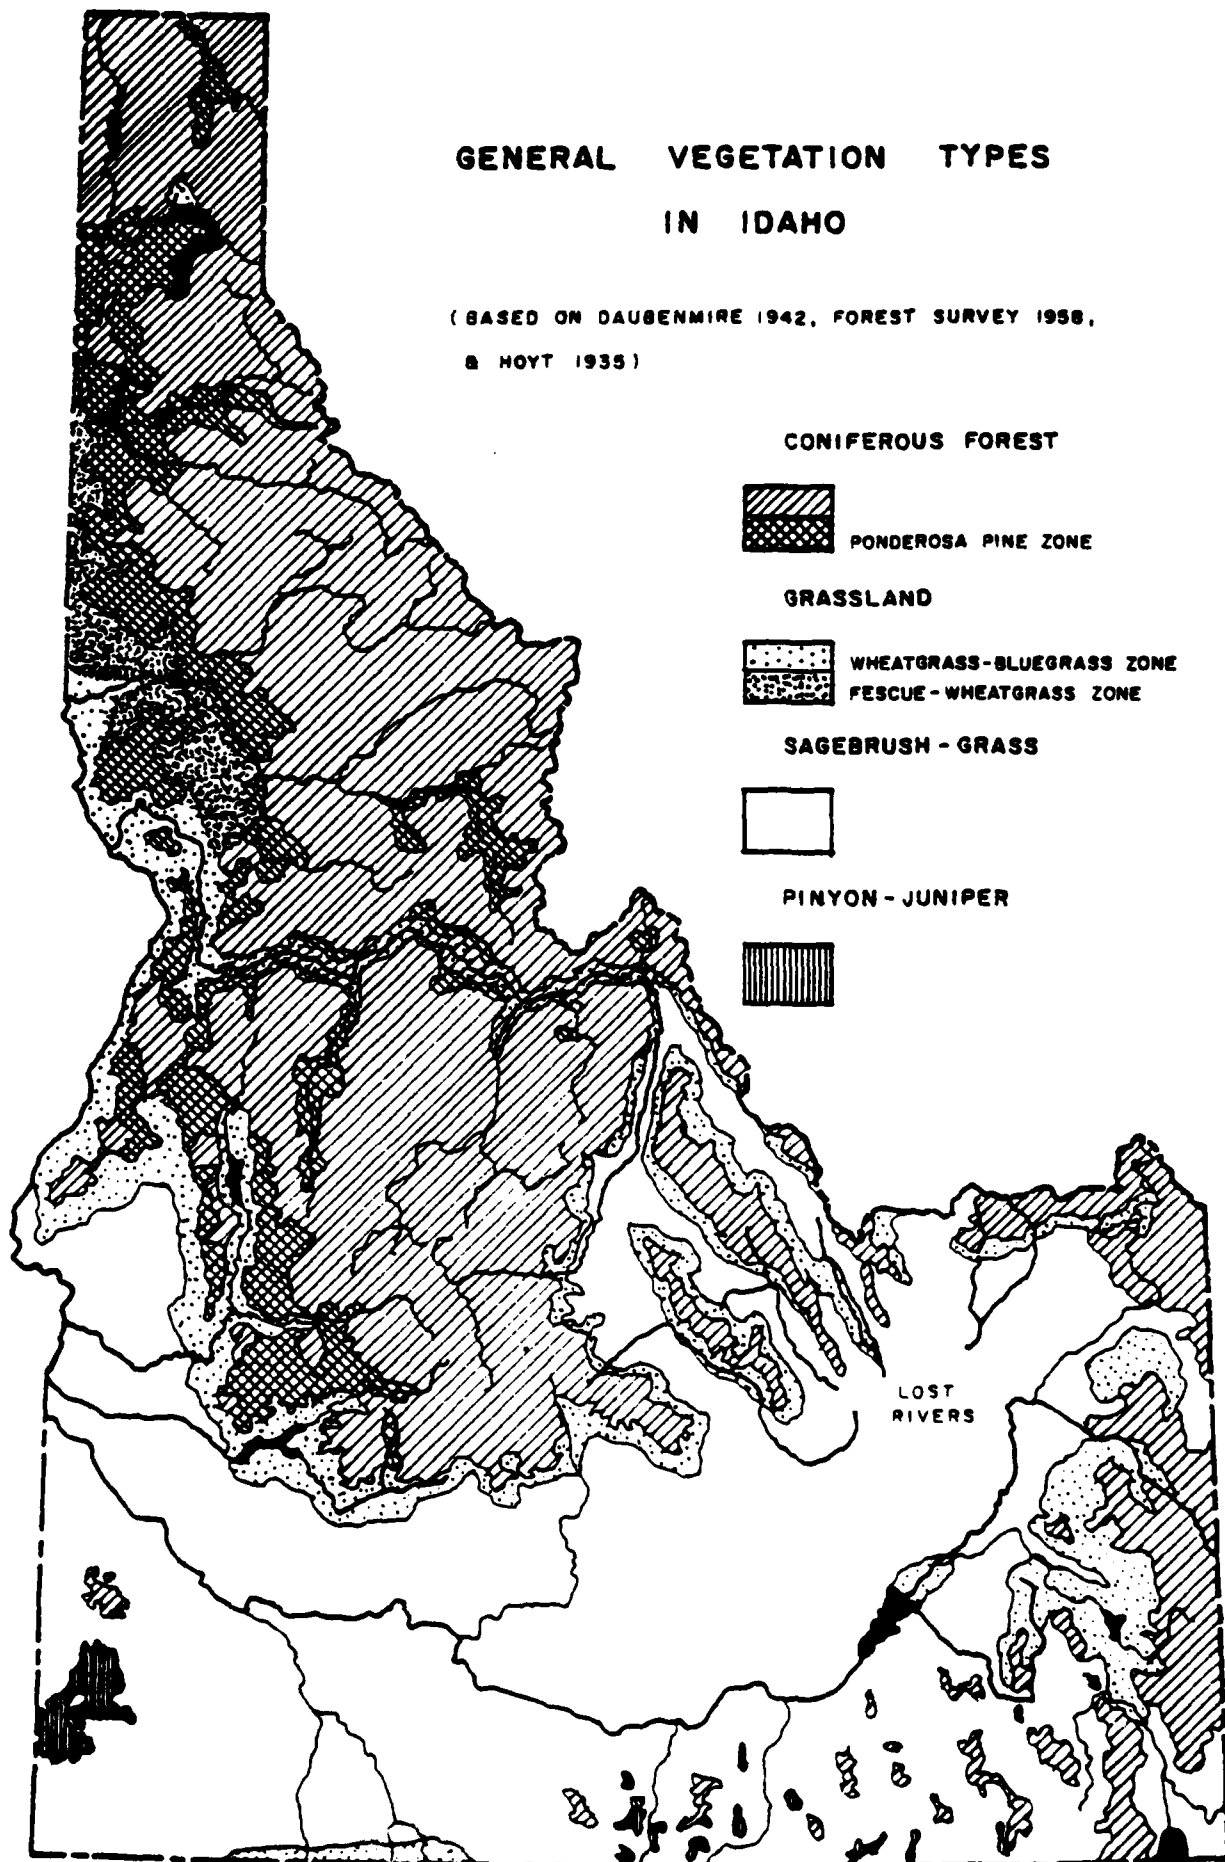 GENERAL VEGETATION TYPES
IN IDAHO
(BASED ON DAUBENMIRE 1942, FOREST SURVEY 1958,
& HOYT 1935)
CONIFEROUS FOREST
PONDEROSA PINE ZONE
GRASSLAND
WHEATGRASS-BLUEGRASS ZONE
FESCUE-WHEATGRASS ZONE
SAGEBRUSH-GRASS
PINYON-JUNIPER
LOST
RIVERS